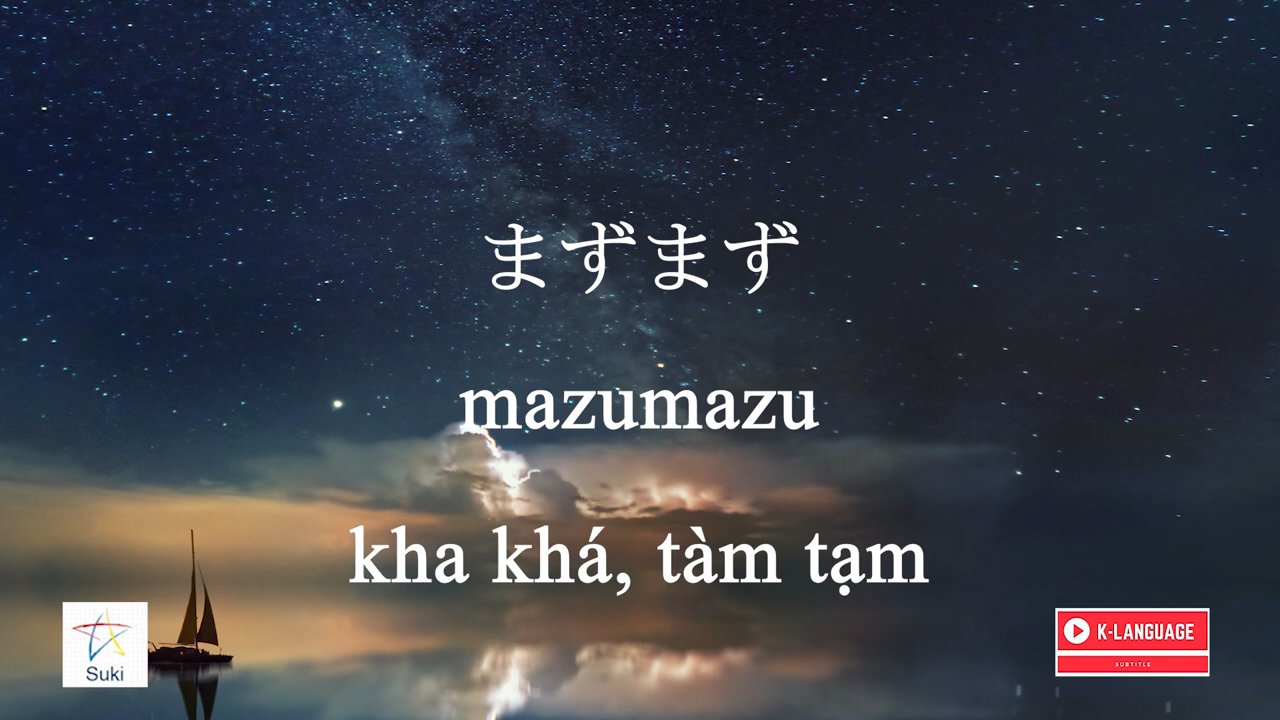 まずまず
mazumazu
kha khá, tàm tạm
Suki
K-LANGUAGE
SUBTITLE